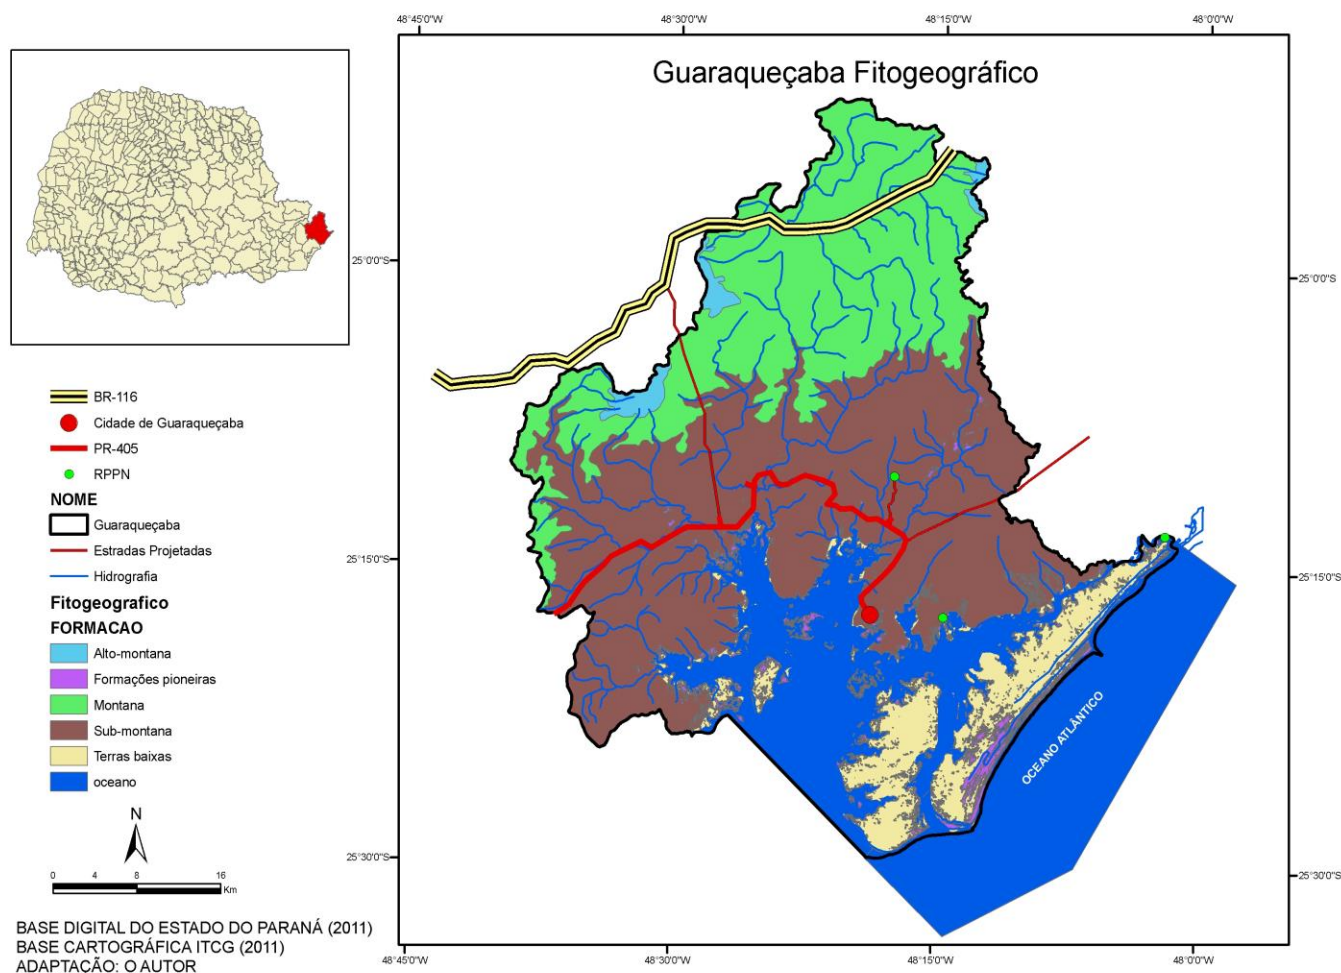 Guaraqueçaba Fitogeográfico
48°45'0"W
48°30'0"W
48°15'0"W
48°0'0"W
25°0'0"S
25°0'0"S
25°15'0"S
25°15'0"S
25°30'0"S
25°30'0"S
48°45'0"W
48°30'0"W
48°15'0"W
48°0'0"W
OCEANO ATLÂNTICO
BR-116
Cidade de Guaraqueçaba
PR-405
RPPN
NOME
Guaraqueçaba
Estradas Projetadas
Hidrografia
Fitogeografico
FORMACAO
Alto-montana
Formações pioneiras
Montana
Sub-montana
Terras baixas
oceano
N
0 4 8 16
Km
BASE DIGITAL DO ESTADO DO PARANÁ (2011)
BASE CARTOGRÁFICA ITCG (2011)
ADAPTAÇÃO: O AUTOR